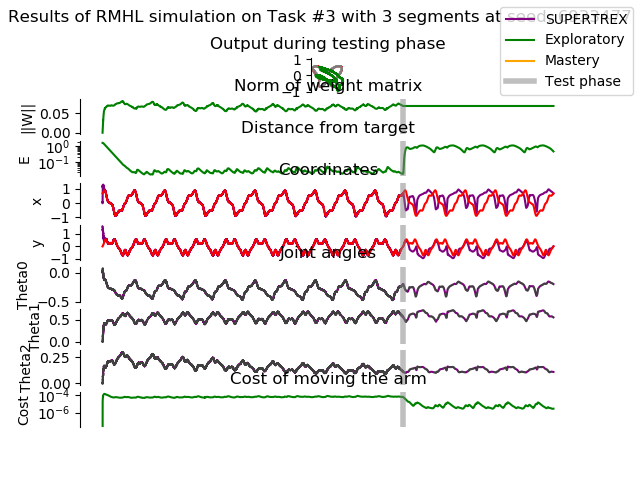 Results of RMHL simulation on Task #3 with 3 segments at
SUPERTREX
Exploratory
Mastery
Test phase
Output during testing phase
1
0
−1
Norm of weight matrix
||W||
0.05
0.00
Distance from target
E
10⁰
10⁻¹
Coordinates
x
1
0
−1
y
1
0
−1
Joint angles
Theta0
0.0
−0.5
Theta1
0.5
0.0
Theta2
0.25
0.00
Cost of moving the arm
Cost
10⁻⁴
10⁻⁶